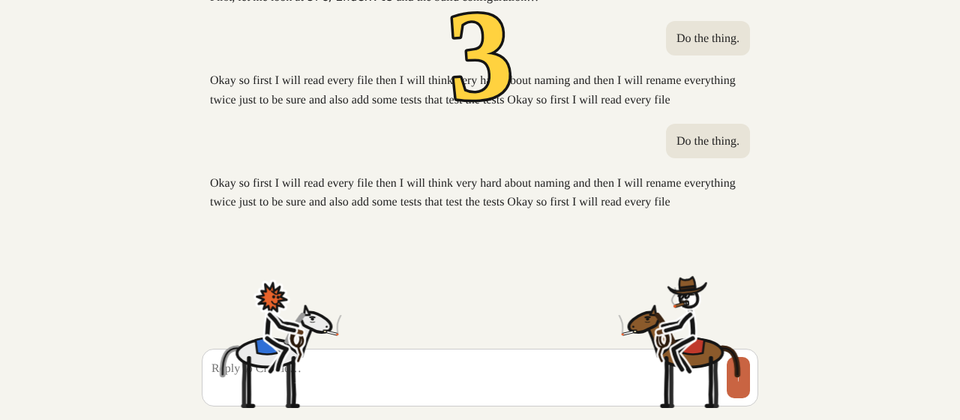 3
Do the thing.
Okay so first I will read every file then I will think very hard about naming and then I will rename everything
twice just to be sure and also add some tests that test the tests Okay so first I will read every file
Do the thing.
Okay so first I will read every file then I will think very hard about naming and then I will rename everything
twice just to be sure and also add some tests that test the tests Okay so first I will read every file
Reply